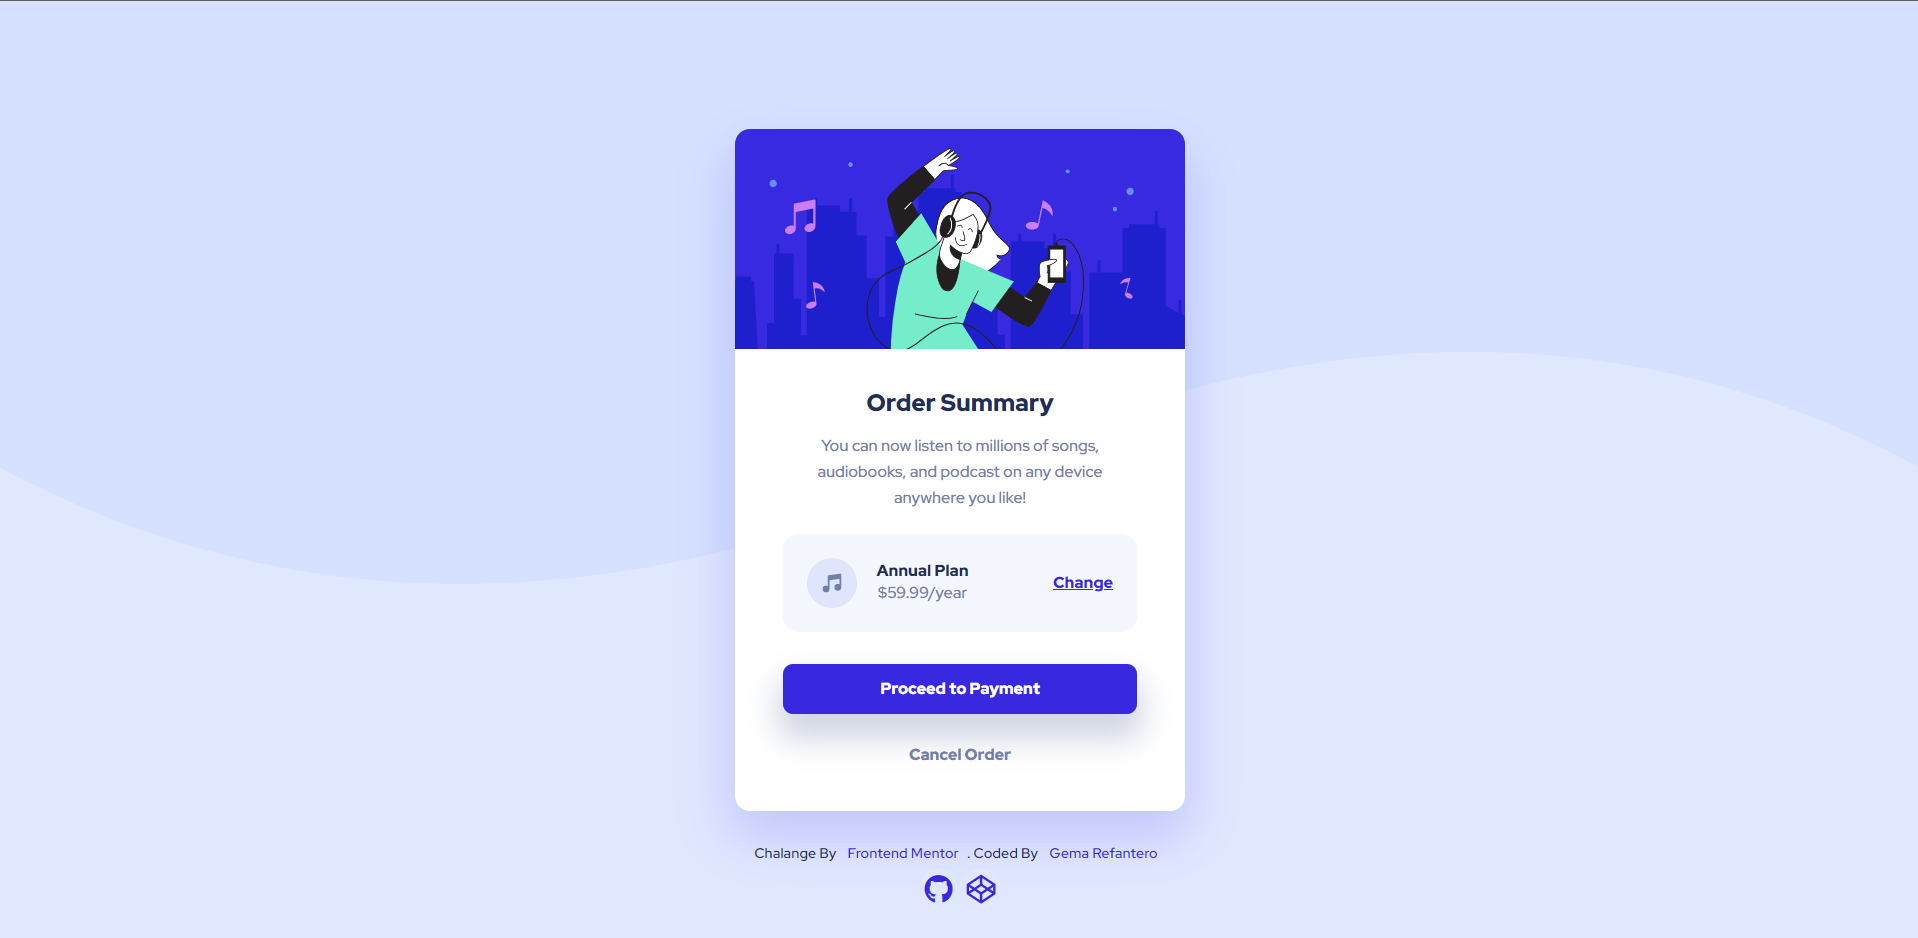 Order Summary
You can now listen to millions of songs,
audiobooks, and podcast on any device
anywhere you like!
Annual Plan
$59.99/year
Change
Proceed to Payment
Cancel Order
Chalange By Frontend Mentor . Coded By Gema Refantero